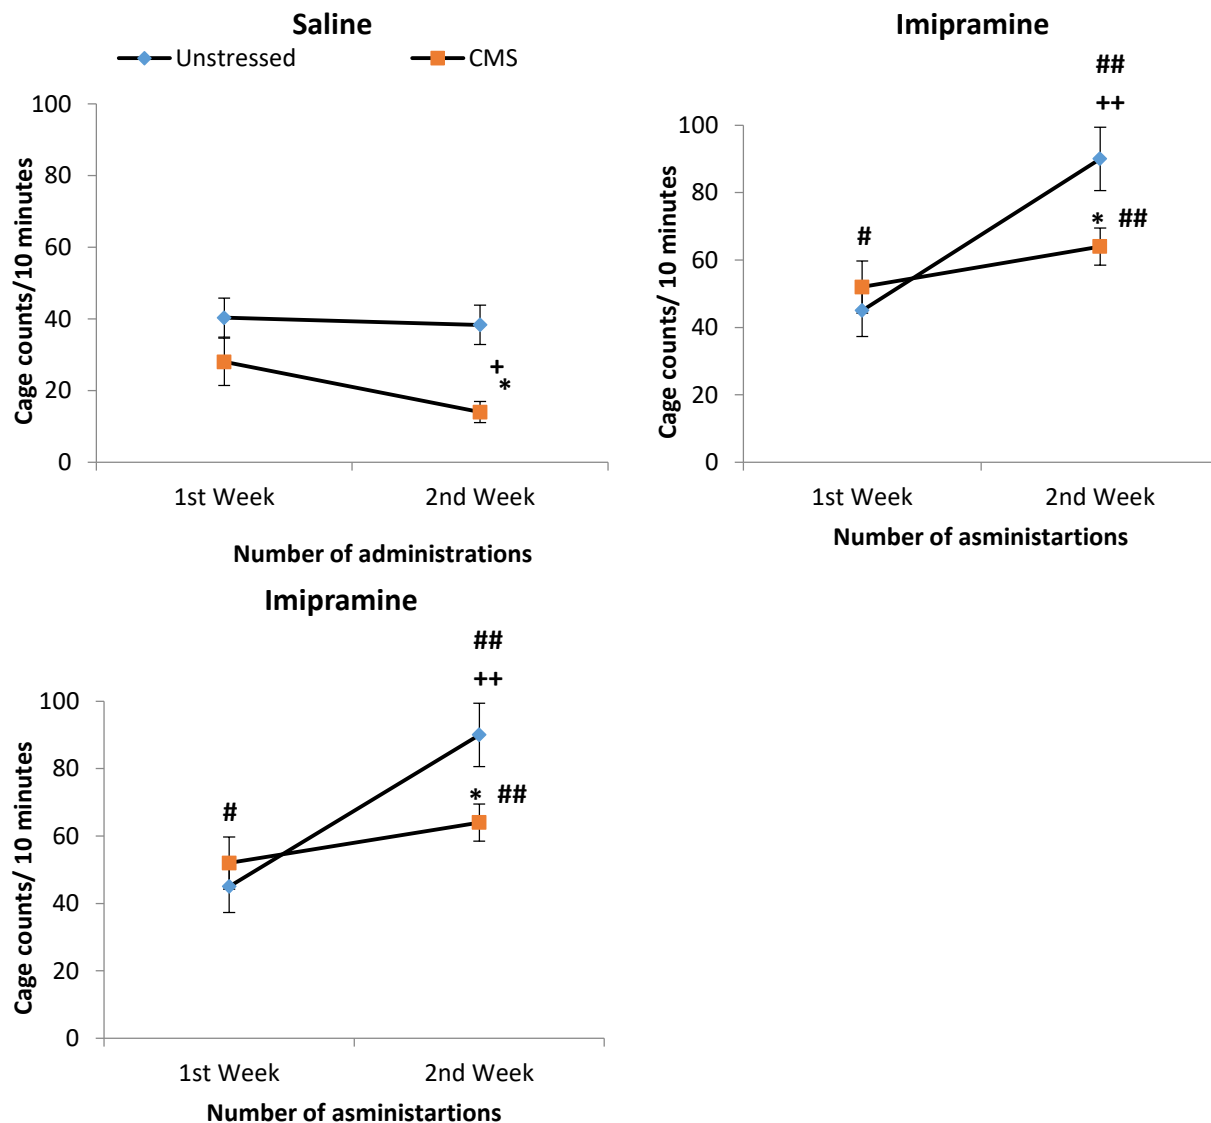 Saline
Unstressed CMS
Cage counts/10 minutes
100
80
60
40
20
0
+
*
1st Week 2nd Week
Number of administrations
Imipramine
##
++
Cage counts/ 10 minutes
100
80
60
40
20
0
#
* ##
1st Week 2nd Week
Number of asministartions
Imipramine
##
++
Cage counts/ 10 minutes
100
80
60
40
20
0
#
* ##
1st Week 2nd Week
Number of asministartions